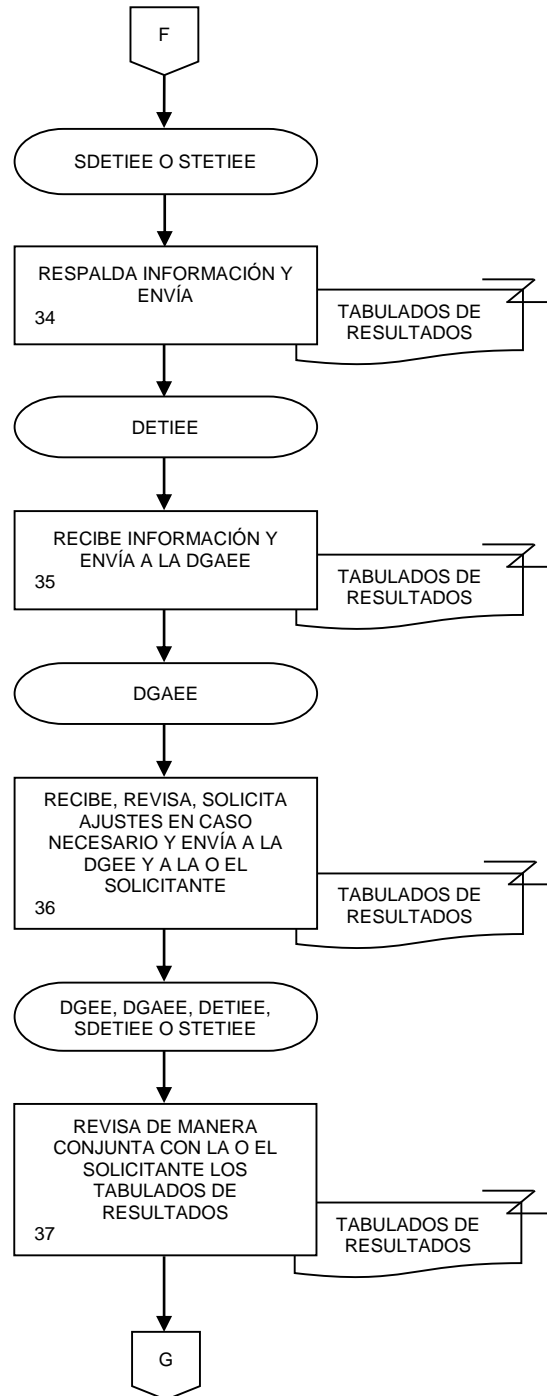 F
SDETIEE O STETIEE
RESPALDA INFORMACIÓN Y
ENVÍA
34
TABULADOS DE
RESULTADOS
DETIEE
RECIBE INFORMACIÓN Y
ENVÍA A LA DGAEE
35
TABULADOS DE
RESULTADOS
DGAEE
RECIBE, REVISA, SOLICITA
AJUSTES EN CASO
NECESARIO Y ENVÍA A LA
DGEE Y A LA O EL
SOLICITANTE
36
TABULADOS DE
RESULTADOS
DGEE, DGAEE, DETIEE,
SDETIEE O STETIEE
REVISA DE MANERA
CONJUNTA CON LA O EL
SOLICITANTE LOS
TABULADOS DE
RESULTADOS
37
TABULADOS DE
RESULTADOS
G